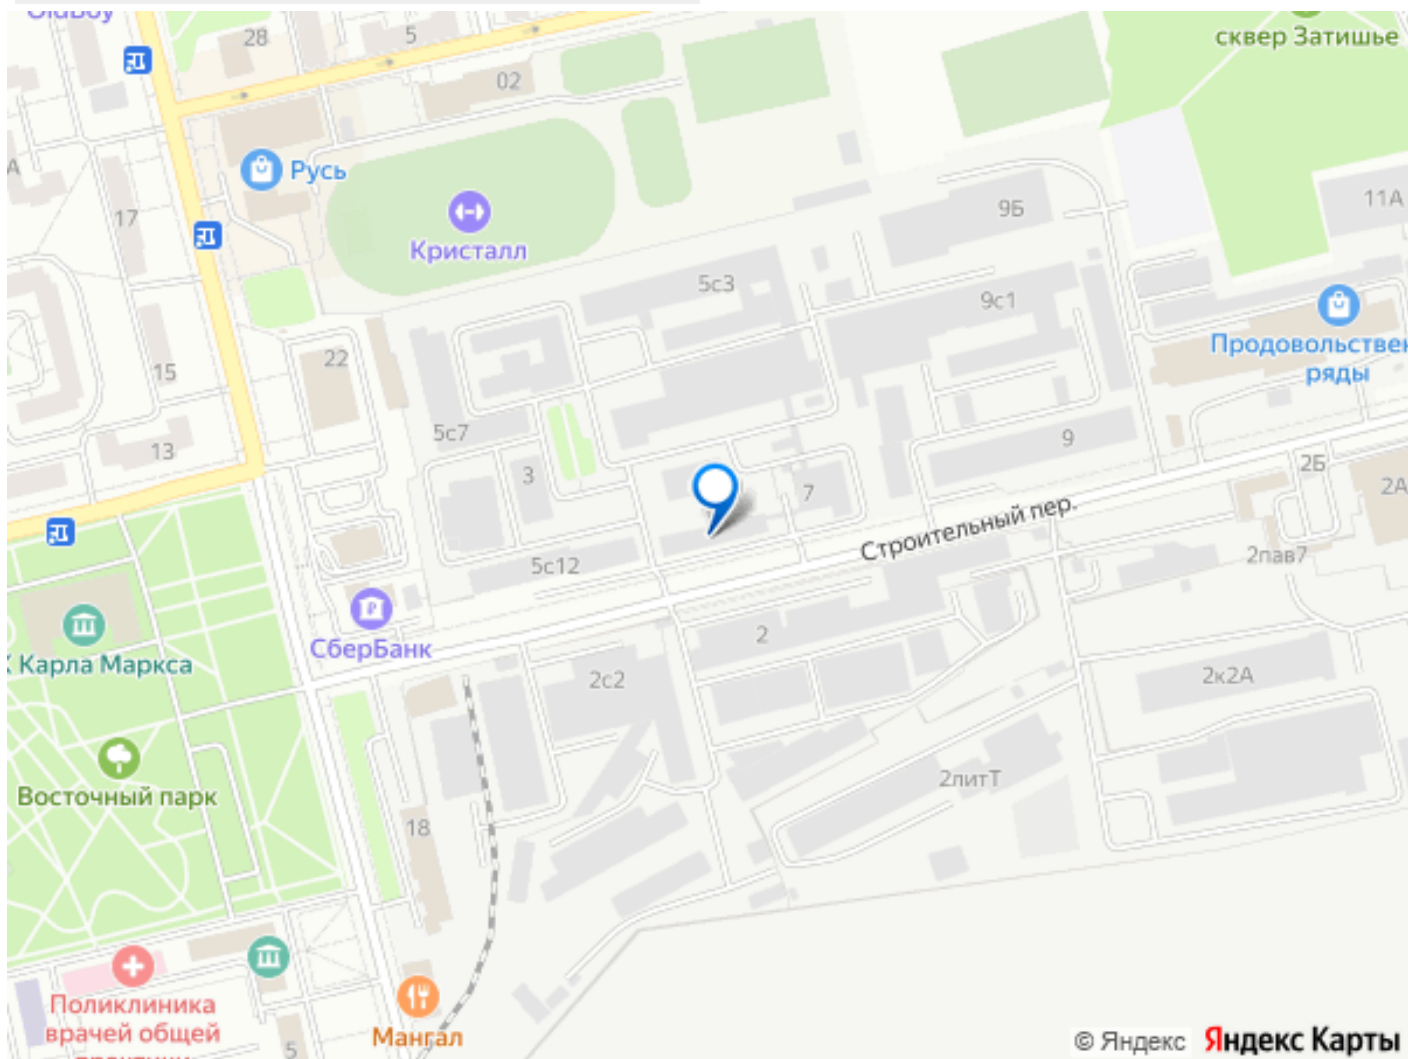 OldBoy
28
5
сквер Затишье
02
А
Русь
17
11А
9Б
Кристалл
5с3
9с1
22
Продовольствен
ряды
15
5с7
13
9
3
2Б
7
2А
Строительный пер.
2пав7
5с12
СберБанк
2
К Карла Маркса
2с2
2к2А
2литТ
Восточный парк
18
Поликлиника
врачей общей
практики
5
Мангал
© Яндекс Яндекс Карты